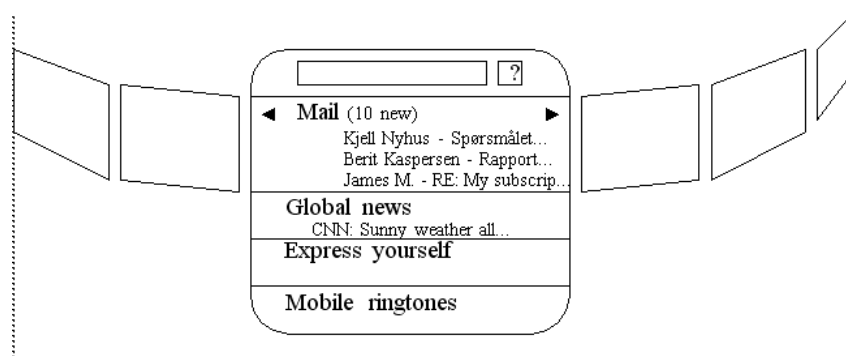 ?
Mail (10 new)
Kjell Nyhus - Spørsmålet...
Berit Kaspersen - Rapport...
James M. - RE: My subscrip...
Global news
CNN: Sunny weather all...
Express yourself
Mobile ringtones